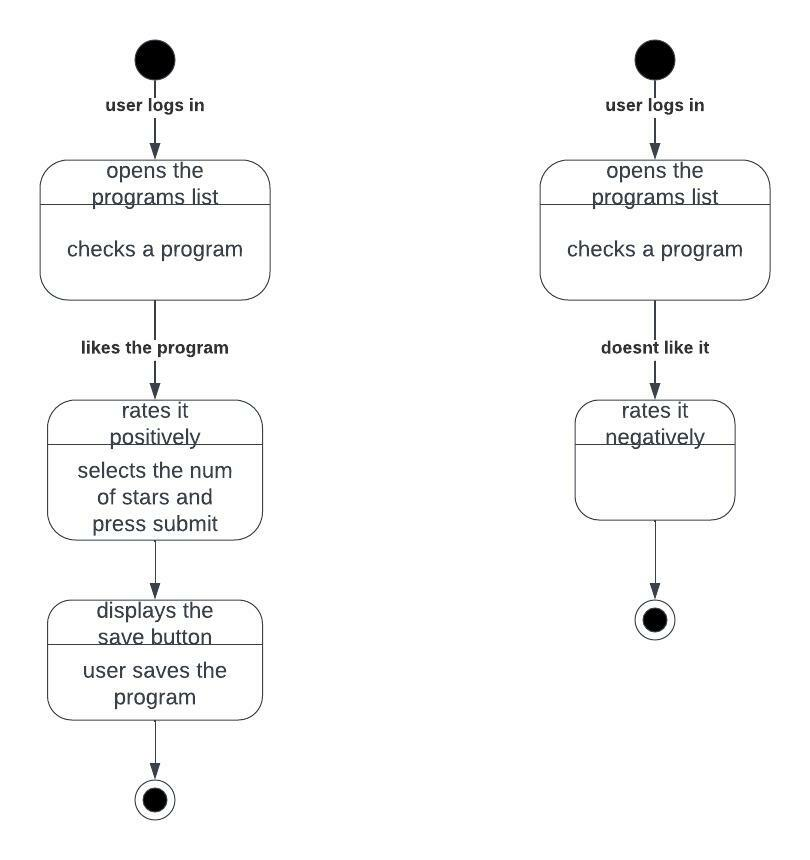 user logs in
opens the
programs list
checks a program
likes the program
rates it
positively
selects the num
of stars and
press submit
displays the
save button
user saves the
program
user logs in
opens the
programs list
checks a program
doesnt like it
rates it
negatively